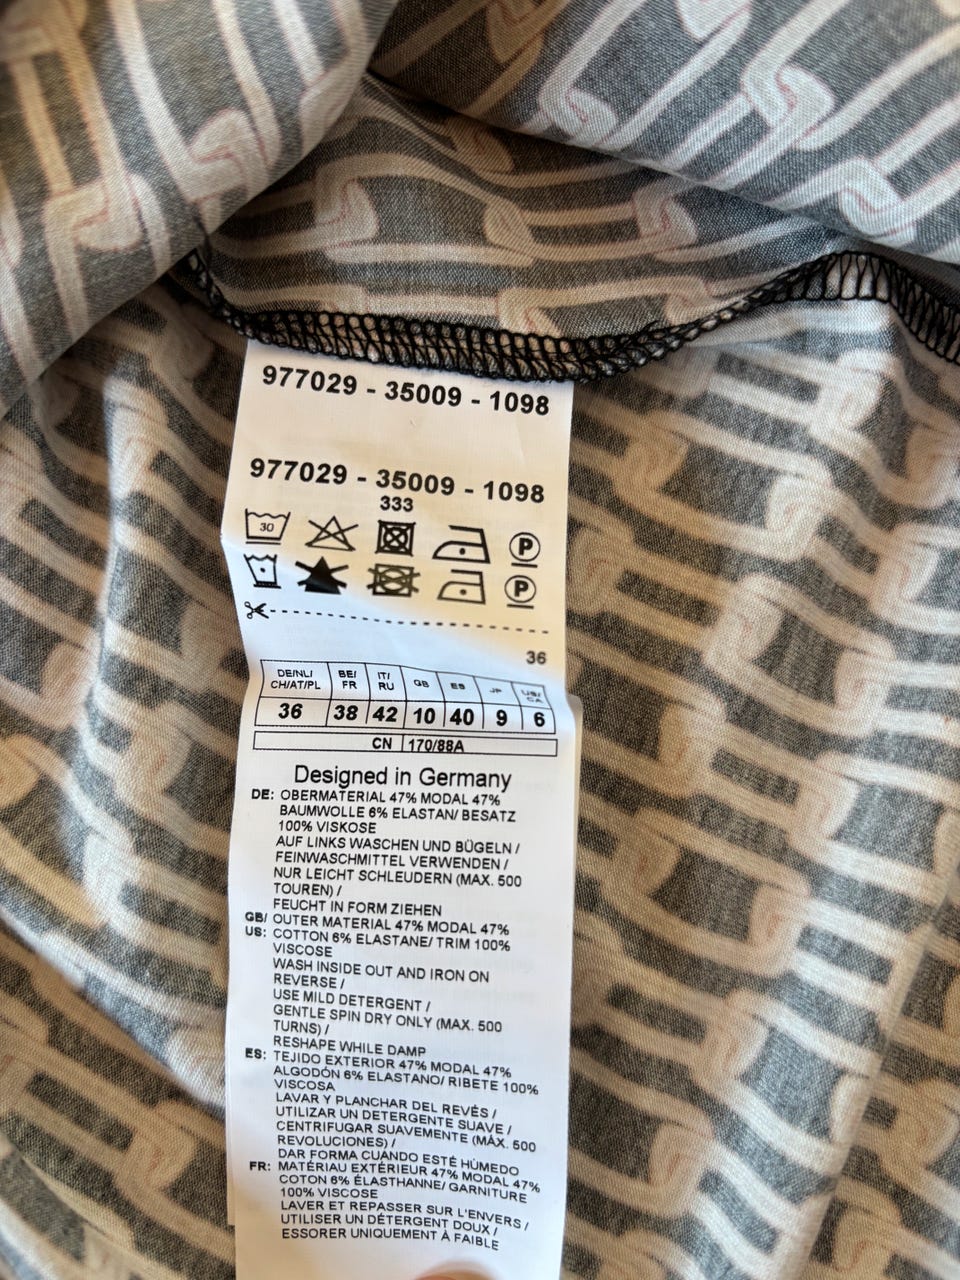 977029 - 35009 - 1098
977029 - 35009 - 1098
333
30
P
P
36
DE/NL/ CH/AT/PL BE/ FR IT/ RU GB ES JP US/ CA
36 38 42 10 40 9 6
CN 170/88A
Designed in Germany
DE: OBERMATERIAL 47% MODAL 47%
BAUMWOLLE 6% ELASTAN/ BESATZ
100% VISKOSE
AUF LINKS WASCHEN UND BÜGELN /
FEINWASCHMITTEL VERWENDEN /
NUR LEICHT SCHLEUDERN (MAX. 500
TOUREN) /
FEUCHT IN FORM ZIEHEN
GB/ OUTER MATERIAL 47% MODAL 47%
US: COTTON 6% ELASTANE/ TRIM 100%
VISCOSE
WASH INSIDE OUT AND IRON ON
REVERSE /
USE MILD DETERGENT /
GENTLE SPIN DRY ONLY (MAX. 500
TURNS) /
RESHAPE WHILE DAMP
ES: TEJIDO EXTERIOR 47% MODAL 47%
ALGODÓN 6% ELASTANO/ RIBETE 100%
VISCOSA
LAVAR Y PLANCHAR DEL REVÉS /
UTILIZAR UN DETERGENTE SUAVE /
CENTRIFUGAR SUAVEMENTE (MÁX. 500
REVOLUCIONES) /
DAR FORMA CUANDO ESTÉ HÚMEDO
FR: MATÉRIAU EXTÉRIEUR 47% MODAL 47%
COTON 6% ÉLASTHANNE/ GARNITURE
100% VISCOSE
LAVER ET REPASSER SUR L'ENVERS /
UTILISER UN DÉTERGENT DOUX /
ESSORER UNIQUEMENT À FAIBLE